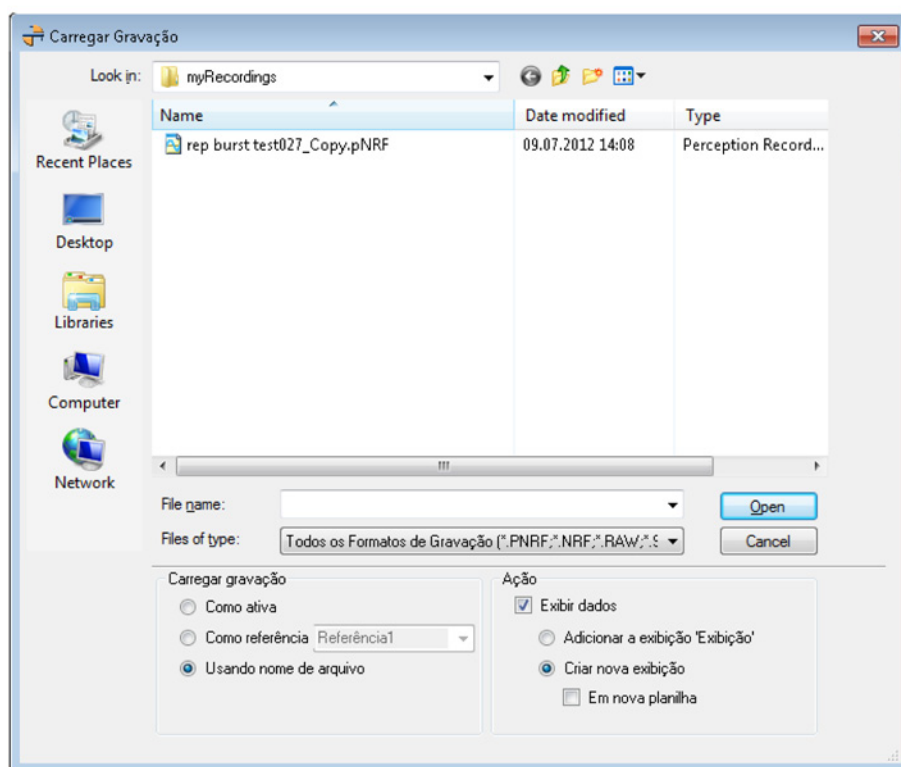 Carregar Gravação
Look in: myRecordings
Name Date modified Type
rep burst test027_Copy.pNRF 09.07.2012 14:08 Perception Record...
Recent Places
Desktop
Libraries
Computer
Network
File name: Open
Files of type: Todos os Formatos de Gravação (*.PNRF;*.NRF;*.RAW;*.S Cancel
Carregar gravação
Como ativa
Como referência Referência1
Usando nome de arquivo
Ação
Exibir dados
Adicionar a exibição 'Exibição'
Criar nova exibição
Em nova planilha